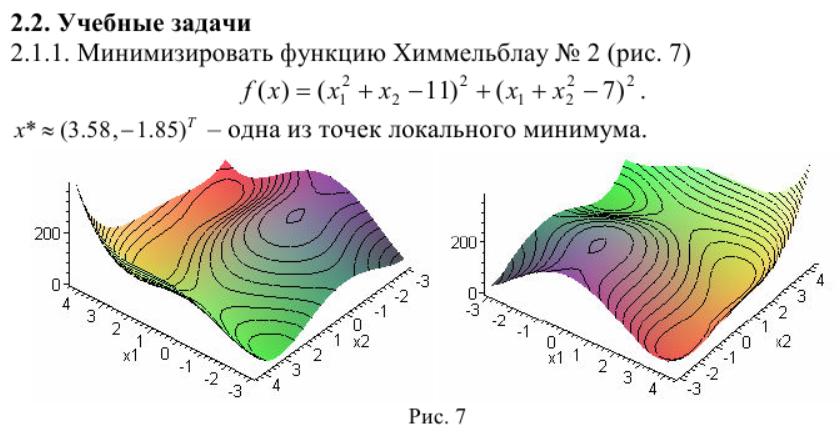 2.2. Учебные задачи
2.1.1. Минимизировать функцию Химмельблау № 2 (рис. 7)
f(x) = (x₁² + x₂ −11)² + (x₁ + x₂² − 7)² .
x* ≈ (3.58, −1.85)ᵀ – одна из точек локального минимума.
200
0
4 3 2 1 0 -1 -2 -3
x1
4 3 2 1 0 -1 -2 -3
x2
200
0
-3 -2 -1 0 1 2 3 4
x1
-3 -2 -1 0 1 2 3 4
x2
Рис. 7